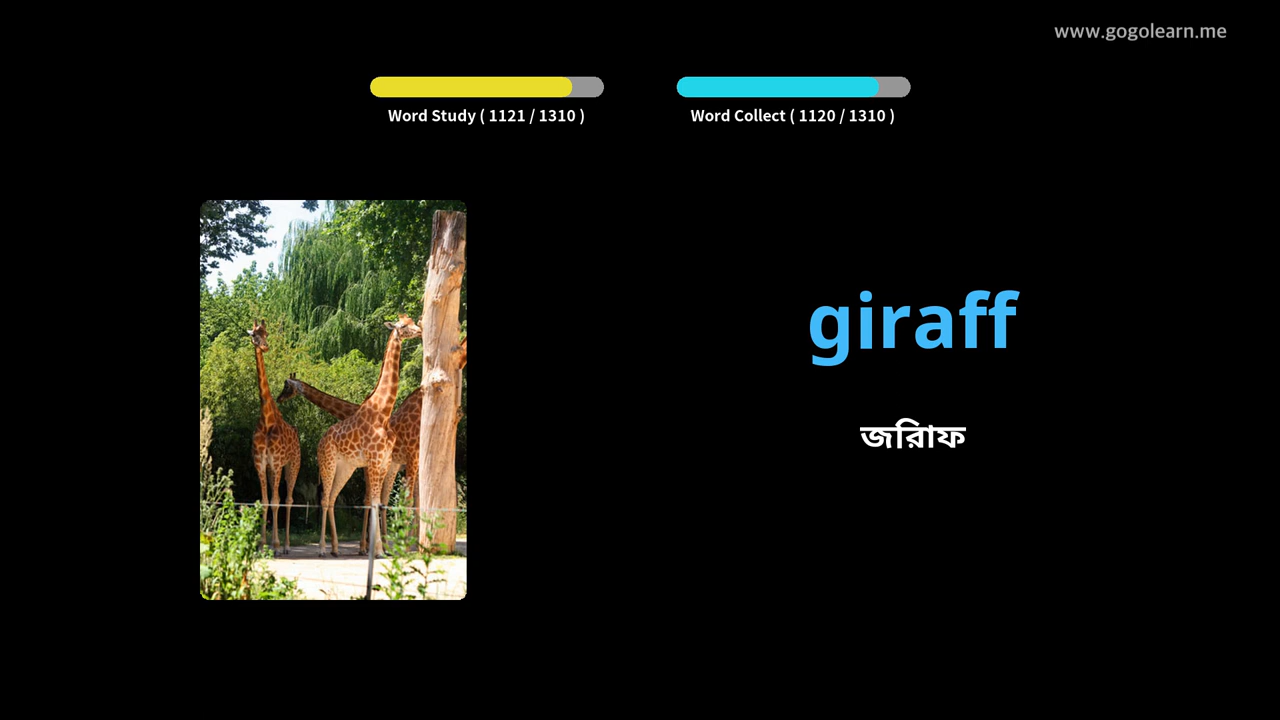 www.gogolearn.me
Word Study ( 1121 / 1310 )
Word Collect ( 1120 / 1310 )
giraff
জিরাফ